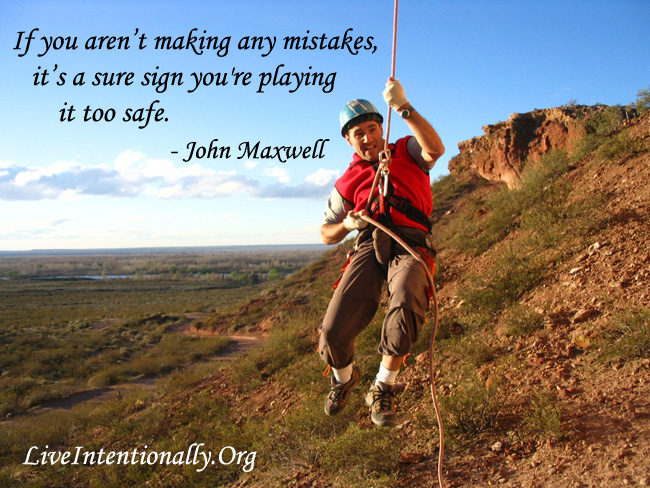 If you aren’t making any mistakes,
it’s a sure sign you're playing
it too safe.
- John Maxwell
LiveIntentionally.Org